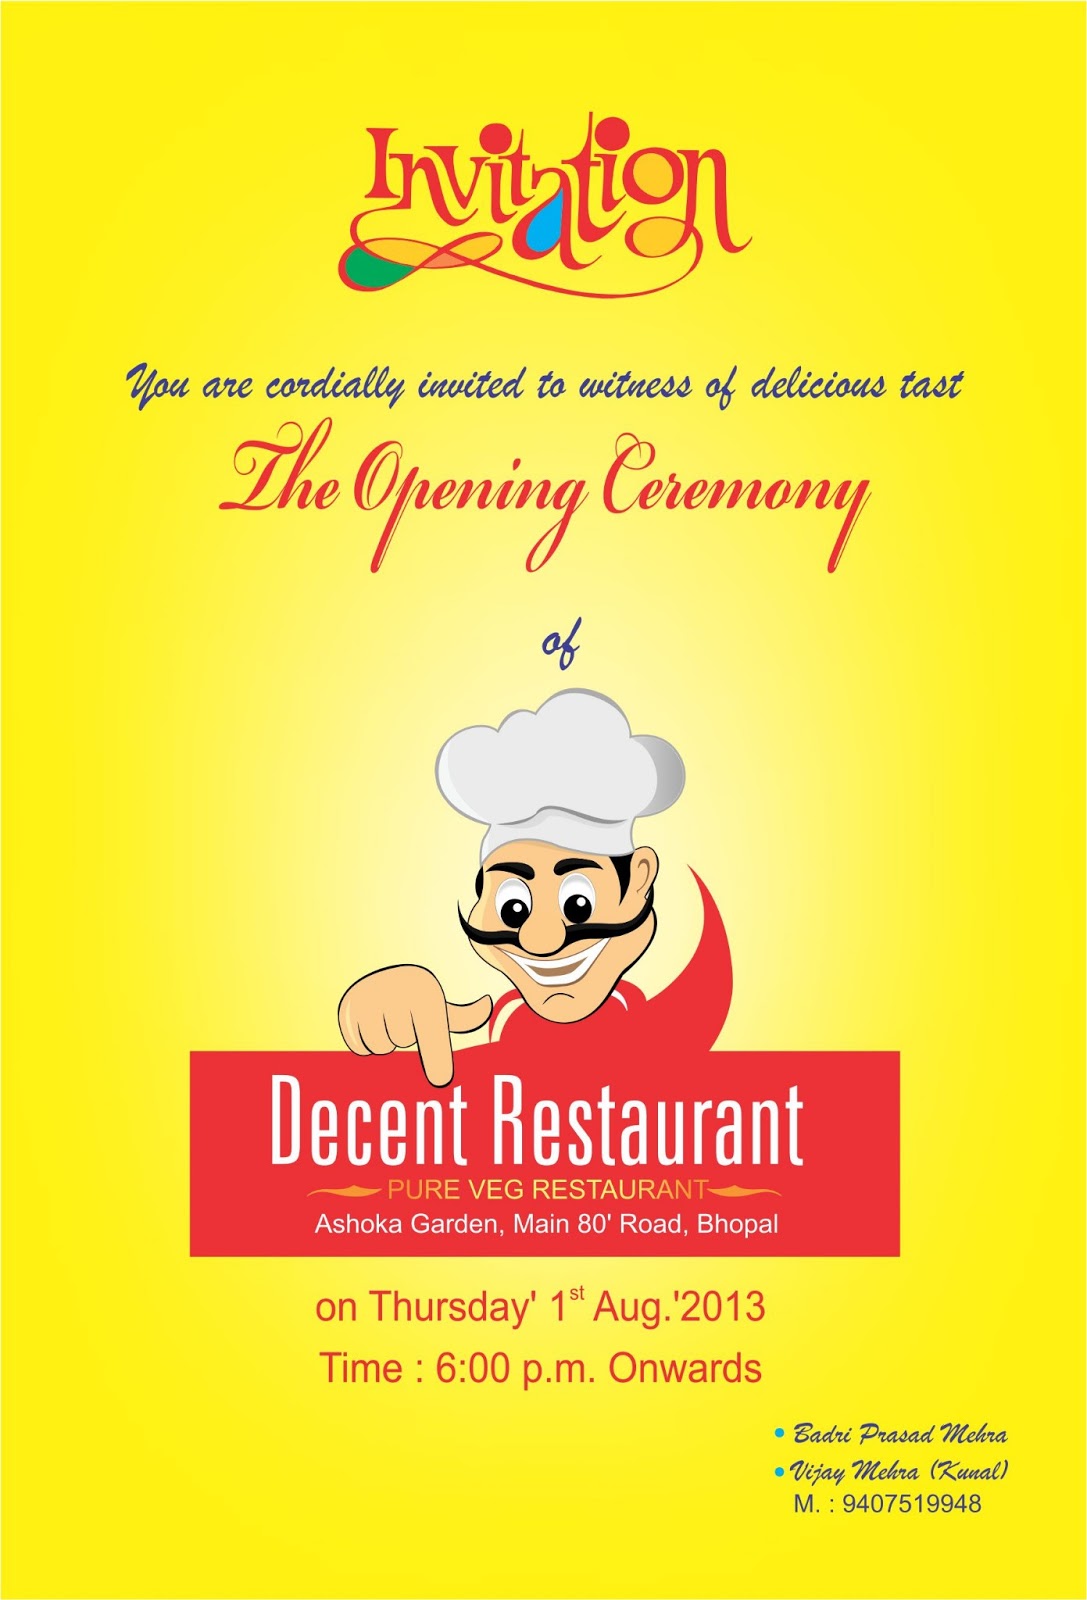 Invitation
You are cordially invited to witness of delicious tast
The Opening Ceremony
of
Decent Restaurant
PURE VEG RESTAURANT
Ashoka Garden, Main 80' Road, Bhopal
on Thursday' 1st Aug.'2013
Time : 6:00 p.m. Onwards
• Badri Prasad Mehra
• Vijay Mehra (Kunal)
M. : 9407519948